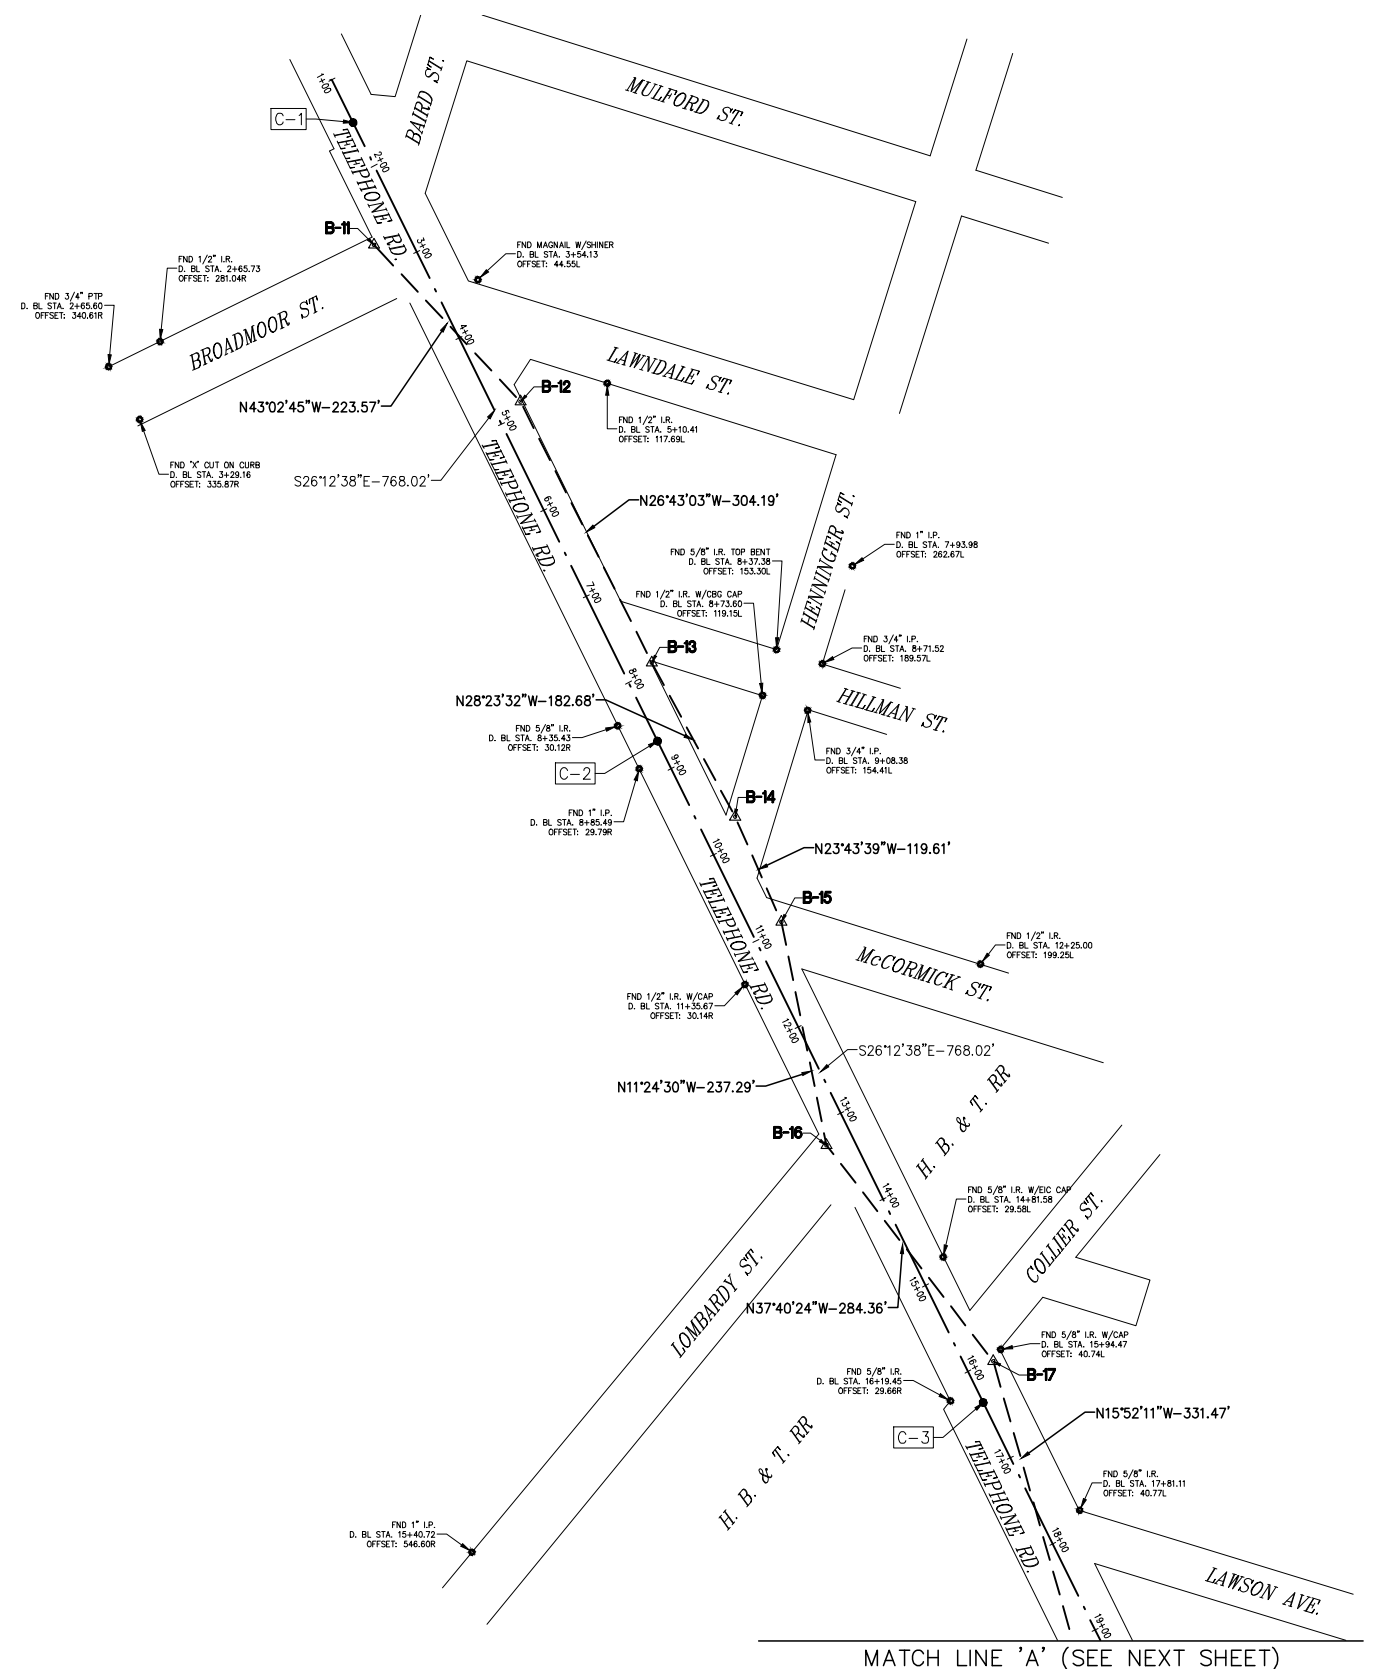 1+00
C-1
BAIRD ST.
MULFORD ST.
TELEPHONE RD.
2+00
B-11
3+00
FND MAGNAIL W/SHINER
D. BL STA. 3+54.13
OFFSET: 44.55L
FND 1/2" I.R.
D. BL STA. 2+65.73
OFFSET: 281.04R
FND 3/4" PTP
D. BL STA. 2+65.60
OFFSET: 340.61R
BROADMOOR ST.
4+00
LAWNDALE ST.
B-12
N43°02'45"W-223.57'
5+00
FND 1/2" I.R.
D. BL STA. 5+10.41
OFFSET: 117.69L
FND "X" CUT ON CURB
D. BL STA. 3+29.16
OFFSET: 335.87R
S26°12'38"E-768.02'
TELEPHONE RD.
6+00
N26°43'03"W-304.19'
HENNINGER ST.
FND 1" I.P.
D. BL STA. 7+93.98
OFFSET: 262.67L
FND 5/8" I.R. TOP BENT
D. BL STA. 8+37.38
OFFSET: 153.30L
7+00
FND 1/2" I.R. W/CBG CAP
D. BL STA. 8+73.60
OFFSET: 119.15L
FND 3/4" I.P.
D. BL STA. 8+71.52
OFFSET: 189.57L
B-13
8+00
HILLMAN ST.
N28°23'32"W-182.68'
FND 5/8" I.R.
D. BL STA. 8+35.43
OFFSET: 30.12R
FND 3/4" I.P.
D. BL STA. 9+08.38
OFFSET: 154.41L
C-2
9+00
B-14
FND 1" I.P.
D. BL STA. 8+85.49
OFFSET: 29.79R
10+00
N23°43'39"W-119.61'
TELEPHONE RD.
B-15
11+00
FND 1/2" I.R.
D. BL STA. 12+25.00
OFFSET: 199.25L
McCORMICK ST.
FND 1/2" I.R. W/CAP
D. BL STA. 11+35.67
OFFSET: 30.14R
12+00
S26°12'38"E-768.02'
N11°24'30"W-237.29'
13+00
H. B. & T. RR
B-16
14+00
FND 5/8" I.R. W/EIC CAP
D. BL STA. 14+81.58
OFFSET: 29.58L
COLLIER ST.
LOMBARDY ST.
15+00
N37°40'24"W-284.36'
FND 5/8" I.R. W/CAP
D. BL STA. 15+94.47
OFFSET: 40.74L
16+00
B-17
FND 5/8" I.R.
D. BL STA. 16+19.45
OFFSET: 29.66R
N15°52'11"W-331.47'
C-3
H. B. & T. RR
17+00
TELEPHONE RD.
FND 5/8" I.R.
D. BL STA. 17+81.11
OFFSET: 40.77L
FND 1" I.P.
D. BL STA. 15+40.72
OFFSET: 546.60R
18+00
LAWSON AVE.
19+00
MATCH LINE 'A' (SEE NEXT SHEET)